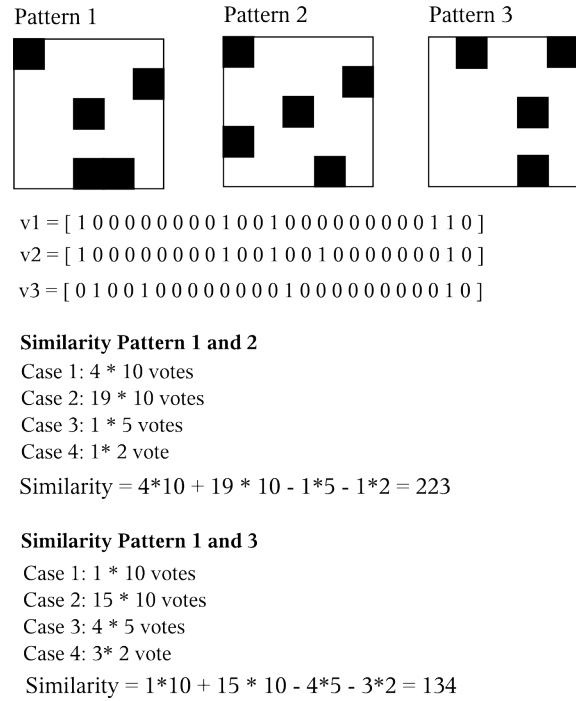 Pattern 1
Pattern 2
Pattern 3
v1 = [ 1 0 0 0 0 0 0 0 0 1 0 0 1 0 0 0 0 0 0 0 0 0 1 1 0 ]
v2 = [ 1 0 0 0 0 0 0 0 0 1 0 0 1 0 0 1 0 0 0 0 0 0 0 1 0 ]
v3 = [ 0 1 0 0 1 0 0 0 0 0 0 0 0 1 0 0 0 0 0 0 0 0 0 1 0 ]
Similarity Pattern 1 and 2
Case 1: 4 * 10 votes
Case 2: 19 * 10 votes
Case 3: 1 * 5 votes
Case 4: 1* 2 vote
Similarity = 4*10 + 19 * 10 - 1*5 - 1*2 = 223
Similarity Pattern 1 and 3
Case 1: 1 * 10 votes
Case 2: 15 * 10 votes
Case 3: 4 * 5 votes
Case 4: 3* 2 vote
Similarity = 1*10 + 15 * 10 - 4*5 - 3*2 = 134